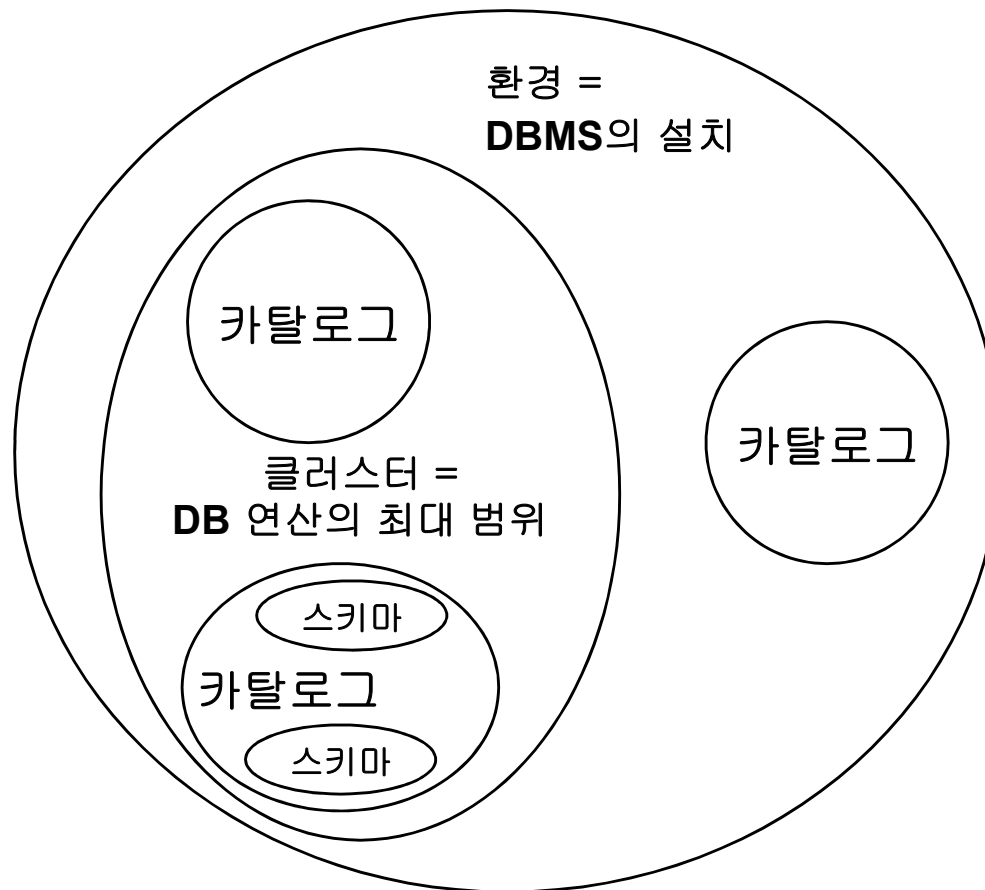 환경 =
DBMS의 설치
카탈로그
카탈로그
클러스터 =
DB 연산의 최대 범위
스키마
카탈로그
스키마